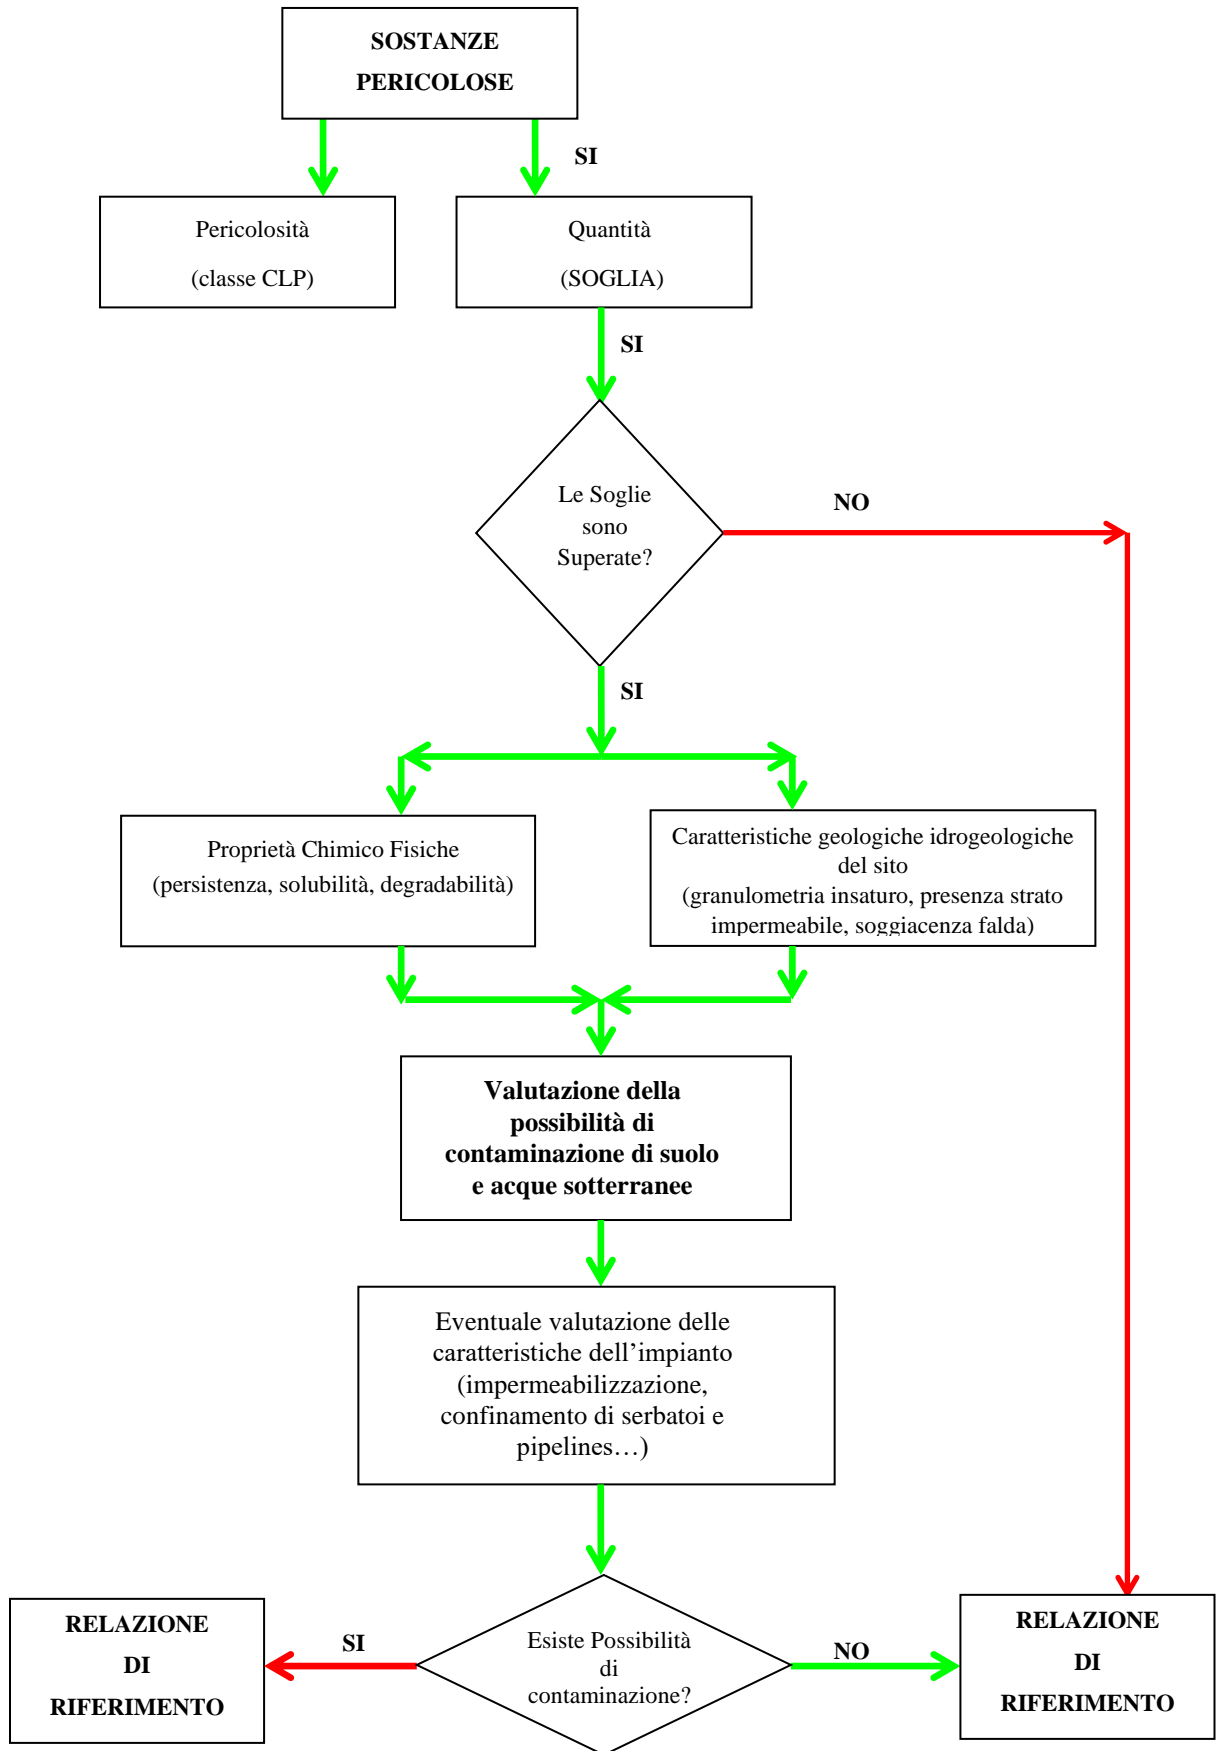 SOSTANZE
PERICOLOSE
SI
Pericolosità
(classe CLP)
Quantità
(SOGLIA)
SI
Le Soglie
sono
Superate?
NO
SI
Proprietà Chimico Fisiche
(persistenza, solubilità, degradabilità)
Caratteristiche geologiche idrogeologiche
del sito
(granulometria insaturo, presenza strato
impermeabile, soggiacenza falda)
Valutazione della
possibilità di
contaminazione di suolo
e acque sotterranee
Eventuale valutazione delle
caratteristiche dell’impianto
(impermeabilizzazione,
confinamento di serbatoi e
pipelines…)
RELAZIONE
DI
RIFERIMENTO
SI
Esiste Possibilità
di
contaminazione?
NO
RELAZIONE
DI
RIFERIMENTO